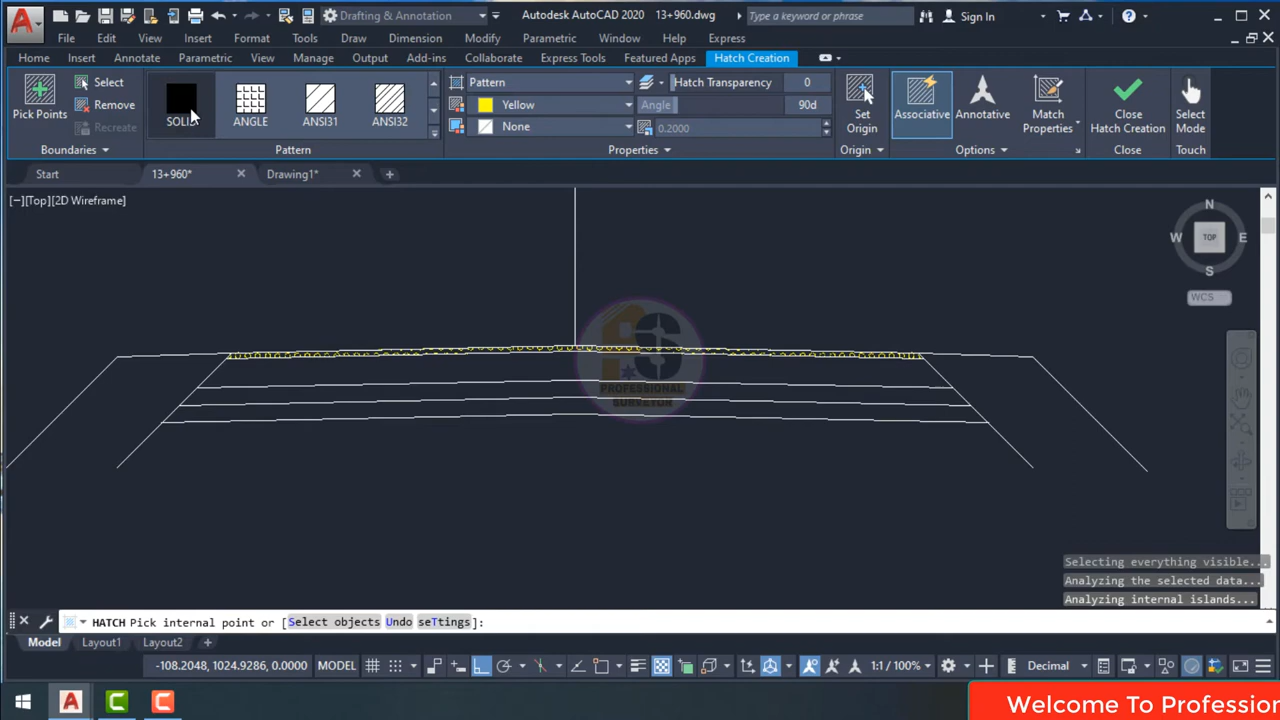 Drafting & Annotation
Autodesk AutoCAD 2020 13+960.dwg
Type a keyword or phrase
Sign In
File Edit View Insert Format Tools Draw Dimension Modify Parametric Window Help Express
Home Insert Annotate Parametric View Manage Output Add-ins Collaborate Express Tools Featured Apps Hatch Creation
Pick Points
Select
Remove
Recreate
Boundaries
SOLID
ANGLE
ANSI31
ANSI32
Pattern
Pattern
Yellow
None
Hatch Transparency 0
Angle 90d
0.2000
Properties
Set Origin
Origin
Associative
Annotative
Match Properties
Options
Close Hatch Creation
Close
Select Mode
Touch
Start 13+960* Drawing1*
[−][Top][2D Wireframe]
N
W TOP E
S
WCS
PROFESSIONAL
SURVEYOR
Selecting everything visible...
Analyzing the selected data...
Analyzing internal islands...
HATCH Pick internal point or [Select objects Undo seTtings]:
Model Layout1 Layout2
-108.2048, 1024.9286, 0.0000 MODEL 1:1 / 100% Decimal
Welcome To Profession